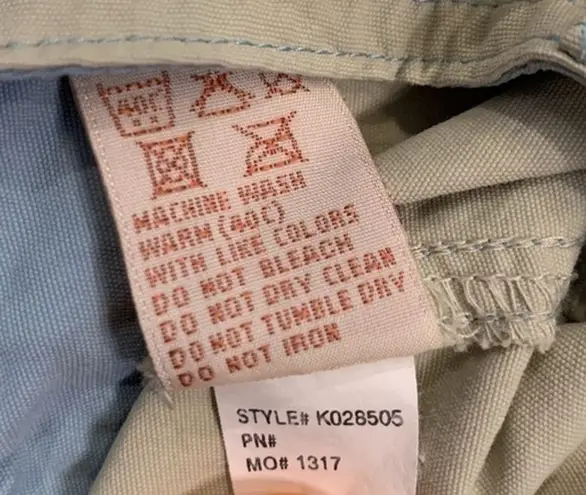 40C
MACHINE WASH
WARM (40C)
WITH LIKE COLORS
DO NOT BLEACH
DO NOT DRY CLEAN
DO NOT TUMBLE DRY
DO NOT IRON
STYLE# K028505
PN#
MO# 1317